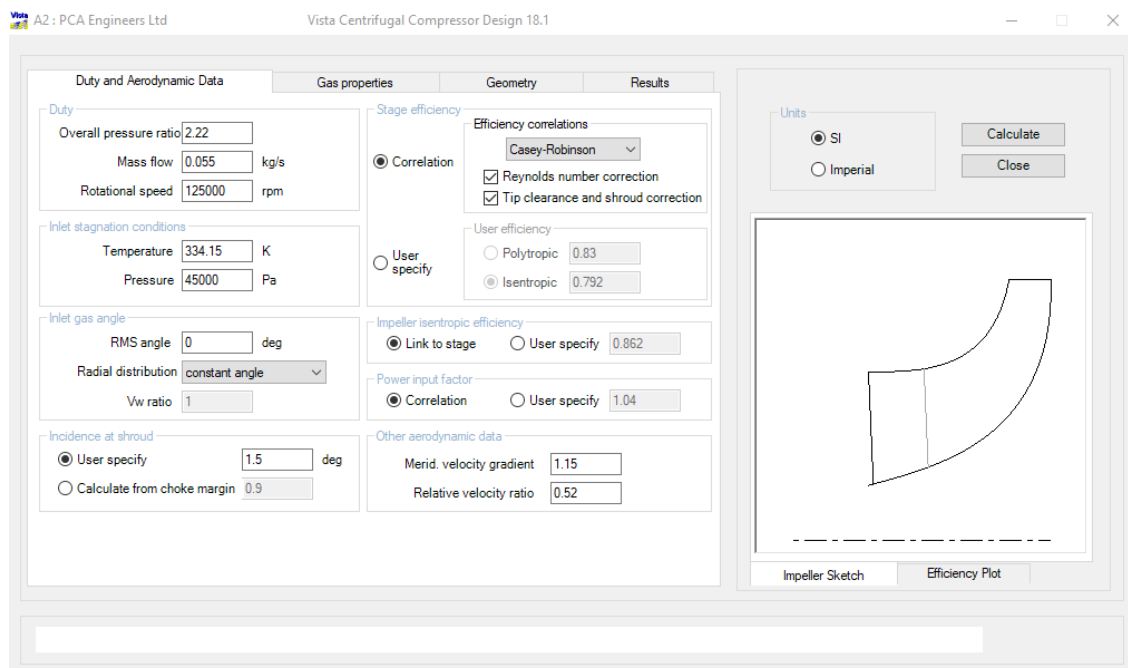 Vista A2 : PCA Engineers Ltd Vista Centrifugal Compressor Design 18.1
Duty and Aerodynamic Data Gas properties Geometry Results
Duty
Overall pressure ratio 2.22
Mass flow 0.055 kg/s
Rotational speed 125000 rpm
Inlet stagnation conditions
Temperature 334.15 K
Pressure 45000 Pa
Inlet gas angle
RMS angle 0 deg
Radial distribution constant angle
Vw ratio 1
Incidence at shroud
User specify 1.5 deg
Calculate from choke margin 0.9
Stage efficiency
Efficiency correlations
Correlation Casey-Robinson
Reynolds number correction
Tip clearance and shroud correction
User efficiency
User specify
Polytropic 0.83
Isentropic 0.792
Impeller isentropic efficiency
Link to stage User specify 0.862
Power input factor
Correlation User specify 1.04
Other aerodynamic data
Merid. velocity gradient 1.15
Relative velocity ratio 0.52
Units
SI
Imperial
Calculate
Close
Impeller Sketch Efficiency Plot